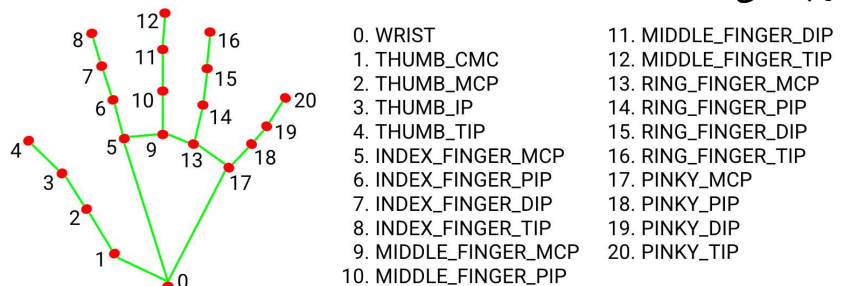 12
8
16
11
7
15
6
10
20
14
4
19
5
9
13
18
3
17
2
1
0
0. WRIST
1. THUMB_CMC
2. THUMB_MCP
3. THUMB_IP
4. THUMB_TIP
5. INDEX_FINGER_MCP
6. INDEX_FINGER_PIP
7. INDEX_FINGER_DIP
8. INDEX_FINGER_TIP
9. MIDDLE_FINGER_MCP
10. MIDDLE_FINGER_PIP
11. MIDDLE_FINGER_DIP
12. MIDDLE_FINGER_TIP
13. RING_FINGER_MCP
14. RING_FINGER_PIP
15. RING_FINGER_DIP
16. RING_FINGER_TIP
17. PINKY_MCP
18. PINKY_PIP
19. PINKY_DIP
20. PINKY_TIP